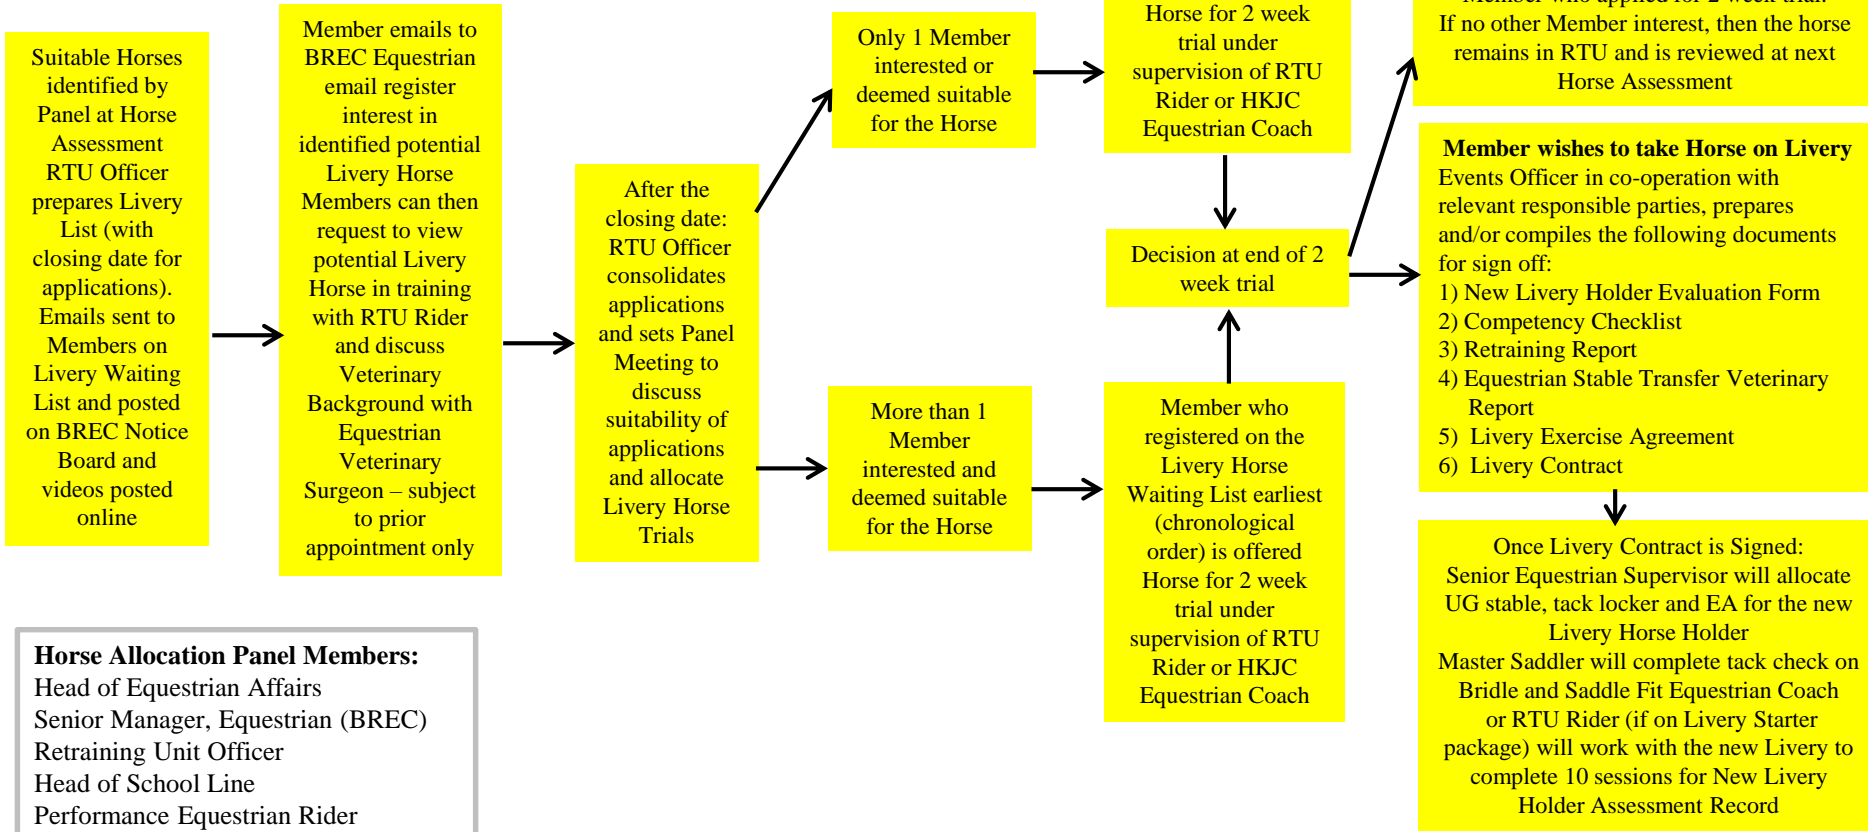 Suitable Horses
identified by
Panel at Horse
Assessment
RTU Officer
prepares Livery
List (with
closing date for
applications).
Emails sent to
Members on
Livery Waiting
List and posted
on BREC Notice
Board and
videos posted
online
Member emails to
BREC Equestrian
email register
interest in
identified potential
Livery Horse
Members can then
request to view
potential Livery
Horse in training
with RTU Rider
and discuss
Veterinary
Background with
Equestrian
Veterinary
Surgeon – subject
to prior
appointment only
After the
closing date:
RTU Officer
consolidates
applications
and sets Panel
Meeting to
discuss
suitability of
applications
and allocate
Livery Horse
Trials
Only 1 Member
interested or
deemed suitable
for the Horse
More than 1
Member
interested and
deemed suitable
for the Horse
Horse for 2 week
trial under
supervision of RTU
Rider or HKJC
Equestrian Coach
Decision at end of 2
week trial
Member who
registered on the
Livery Horse
Waiting List earliest
(chronological
order) is offered
Horse for 2 week
trial under
supervision of RTU
Rider or HKJC
Equestrian Coach
Member who applied for 2 week trial.
If no other Member interest, then the horse
remains in RTU and is reviewed at next
Horse Assessment
Member wishes to take Horse on Livery
Events Officer in co-operation with
relevant responsible parties, prepares
and/or compiles the following documents
for sign off:
1) New Livery Holder Evaluation Form
2) Competency Checklist
3) Retraining Report
4) Equestrian Stable Transfer Veterinary
Report
5) Livery Exercise Agreement
6) Livery Contract
Once Livery Contract is Signed:
Senior Equestrian Supervisor will allocate
UG stable, tack locker and EA for the new
Livery Horse Holder
Master Saddler will complete tack check on
Bridle and Saddle Fit Equestrian Coach
or RTU Rider (if on Livery Starter
package) will work with the new Livery to
complete 10 sessions for New Livery
Holder Assessment Record
Horse Allocation Panel Members:
Head of Equestrian Affairs
Senior Manager, Equestrian (BREC)
Retraining Unit Officer
Head of School Line
Performance Equestrian Rider